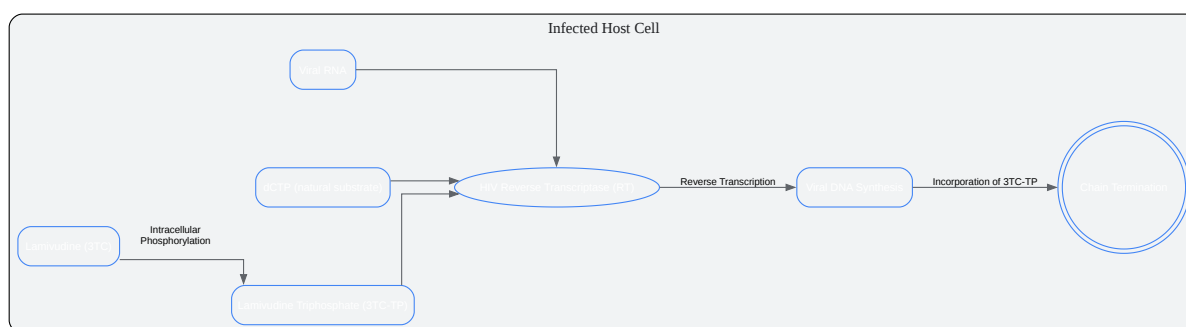 Infected Host Cell
Viral RNA
dCTP (natural substrate)
HIV Reverse Transcriptase (RT)
Reverse Transcription
Viral DNA Synthesis
Incorporation of 3TC-TP
Chain Termination
Intracellular
Phosphorylation
Lamivudine (3TC)
Lamivudine Triphosphate (3TC-TP)